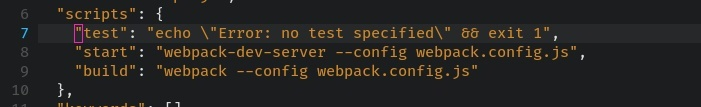 6 "scripts": {
7 "test": "echo \"Error: no test specified\" && exit 1",
8 "start": "webpack-dev-server --config webpack.config.js",
9 "build": "webpack --config webpack.config.js"
10 },
11 "keywords": [],